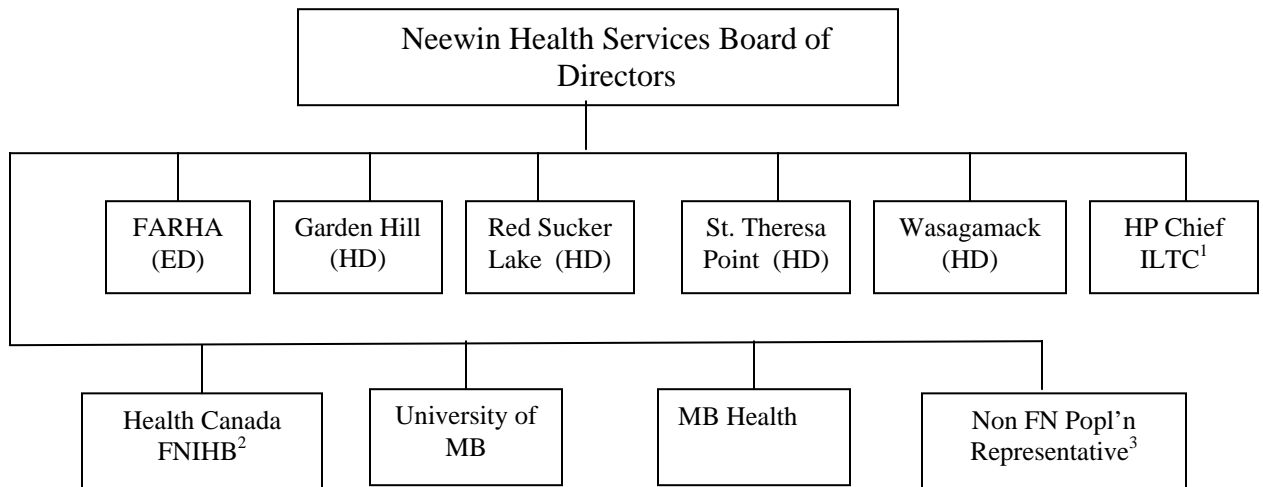 Neewin Health Services Board of
Directors
FARHA
(ED)
Garden Hill
(HD)
Red Sucker
Lake (HD)
St. Theresa
Point (HD)
Wasagamack
(HD)
HP Chief
ILTC¹
Health Canada
FNIHB²
University of
MB
MB Health
Non FN Popl’n
Representative³